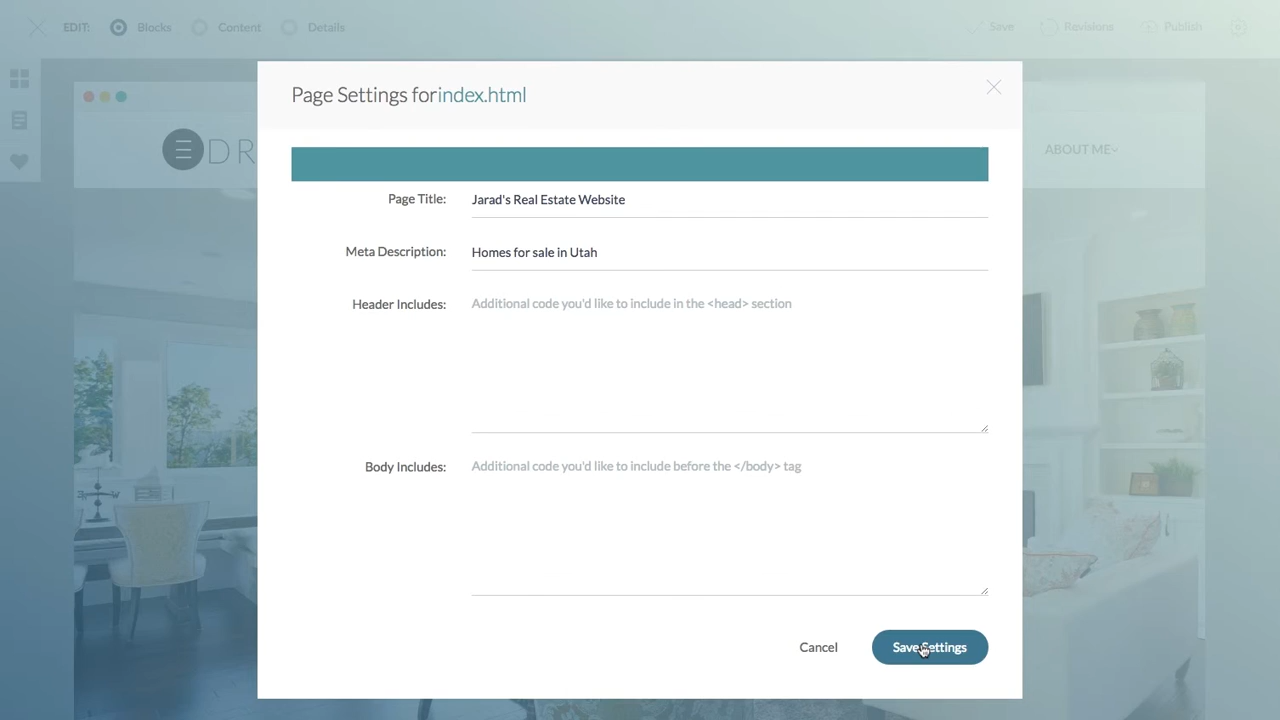 EDIT: Blocks Content Details Save Revisions Publish
Page Settings forindex.html
DR
ABOUT ME
Page Title: Jarad's Real Estate Website
Meta Description: Homes for sale in Utah
Header Includes: Additional code you'd like to include in the <head> section
Body Includes: Additional code you'd like to include before the </body> tag
Cancel Save Settings